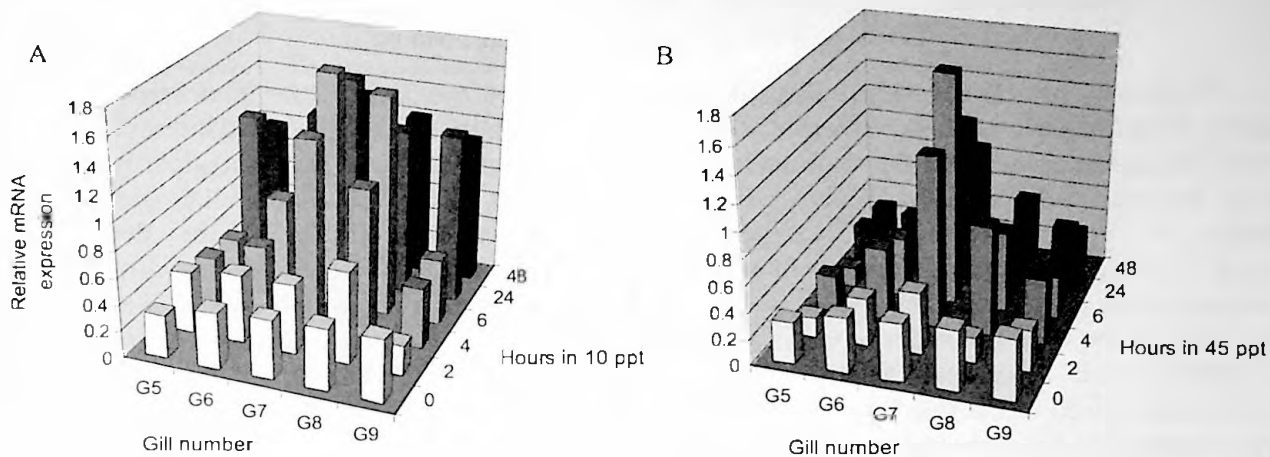 A
Relative mRNA
expression
1.8
1.6
1.4
1.2
1
0.8
0.6
0.4
0.2
0
G5
G6
G7
G8
G9
Gill number
0
2
4
6
24
48
Hours in 10 ppt
B
1.8
1.6
1.4
1.2
1
0.8
0.6
0.4
0.2
0
G5
G6
G7
G8
G9
Gill number
0
2
4
6
24
48
Hours in 45 ppt